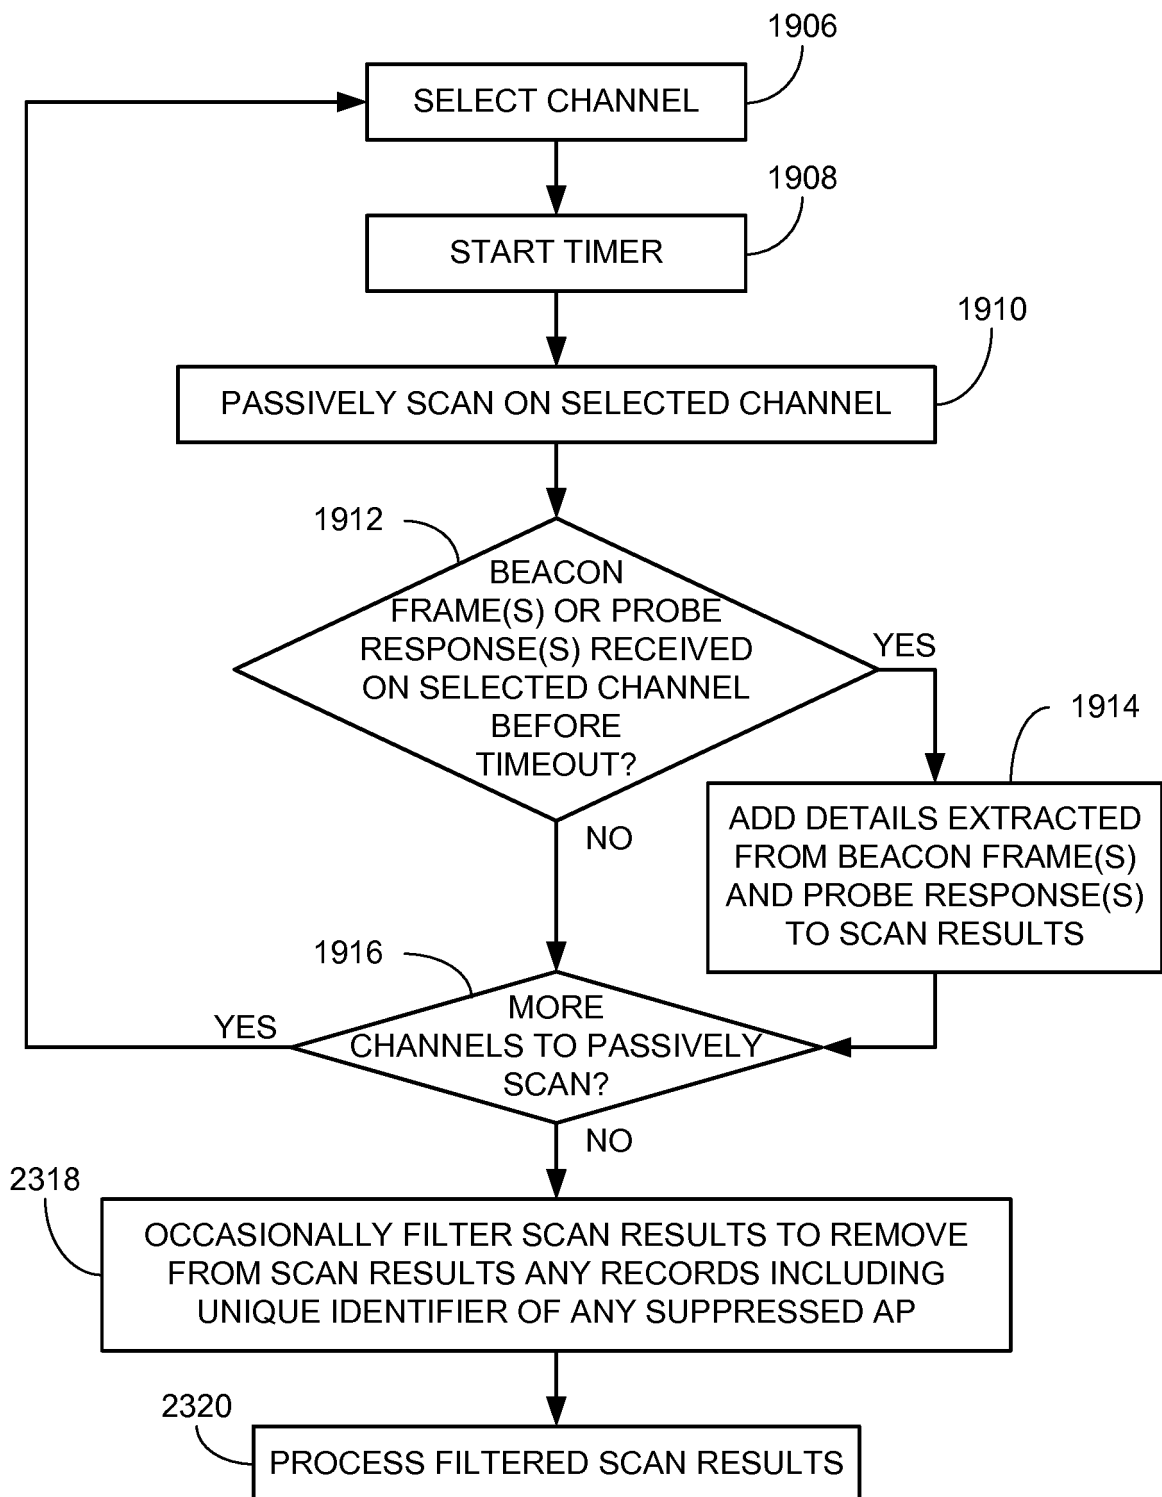 1906
SELECT CHANNEL
1908
START TIMER
1910
PASSIVELY SCAN ON SELECTED CHANNEL
1912
BEACON
FRAME(S) OR PROBE
RESPONSE(S) RECEIVED
ON SELECTED CHANNEL
BEFORE
TIMEOUT?
YES
1914
NO
ADD DETAILS EXTRACTED
FROM BEACON FRAME(S)
AND PROBE RESPONSE(S)
TO SCAN RESULTS
1916
MORE
CHANNELS TO PASSIVELY
SCAN?
YES
NO
2318
OCCASIONALLY FILTER SCAN RESULTS TO REMOVE
FROM SCAN RESULTS ANY RECORDS INCLUDING
UNIQUE IDENTIFIER OF ANY SUPPRESSED AP
2320
PROCESS FILTERED SCAN RESULTS